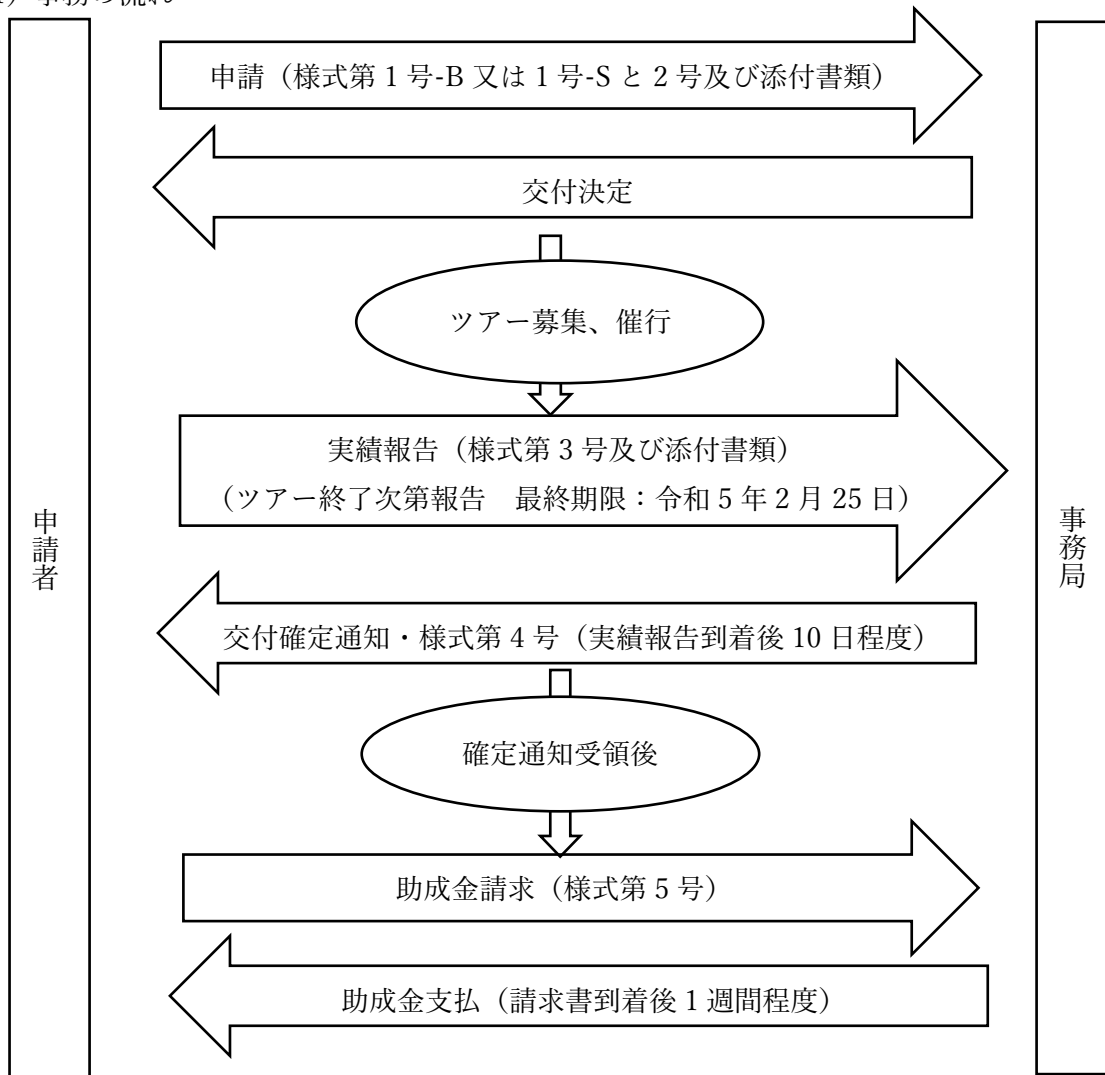 事務の流れ
申請（様式第1号-B又は1号-Sと2号及び添付書類）
交付決定
ツアー募集、催行
実績報告（様式第3号及び添付書類）
（ツアー終了次第報告　最終期限：令和5年2月25日）
申請者
事務局
交付確定通知・様式第4号（実績報告到着後10日程度）
確定通知受領後
助成金請求（様式第5号）
助成金支払（請求書到着後1週間程度）